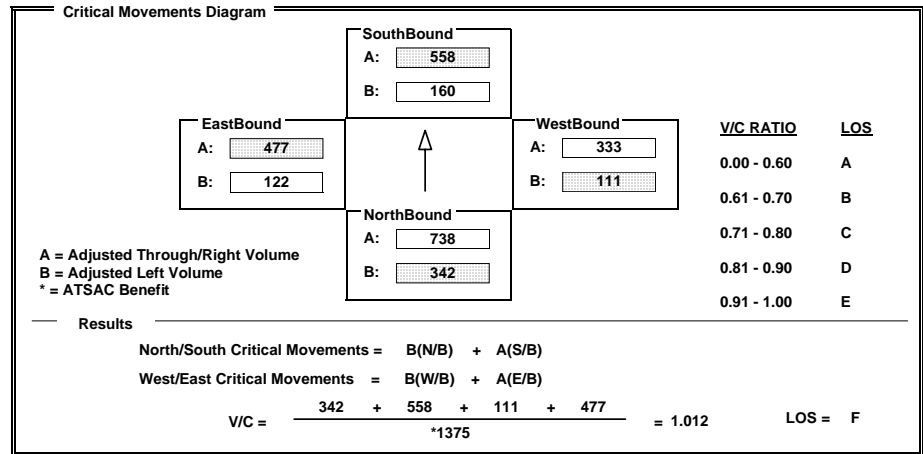 Critical Movements Diagram
SouthBound
A: 558
B: 160
EastBound
A: 477
B: 122
WestBound
A: 333
B: 111
NorthBound
A: 738
B: 342
V/C RATIO LOS
0.00 - 0.60 A
0.61 - 0.70 B
0.71 - 0.80 C
0.81 - 0.90 D
0.91 - 1.00 E
A = Adjusted Through/Right Volume
B = Adjusted Left Volume
* = ATSAC Benefit
Results
North/South Critical Movements = B(N/B) + A(S/B)
West/East Critical Movements = B(W/B) + A(E/B)
342 + 558 + 111 + 477
V/C = = 1.012 LOS = F
*1375